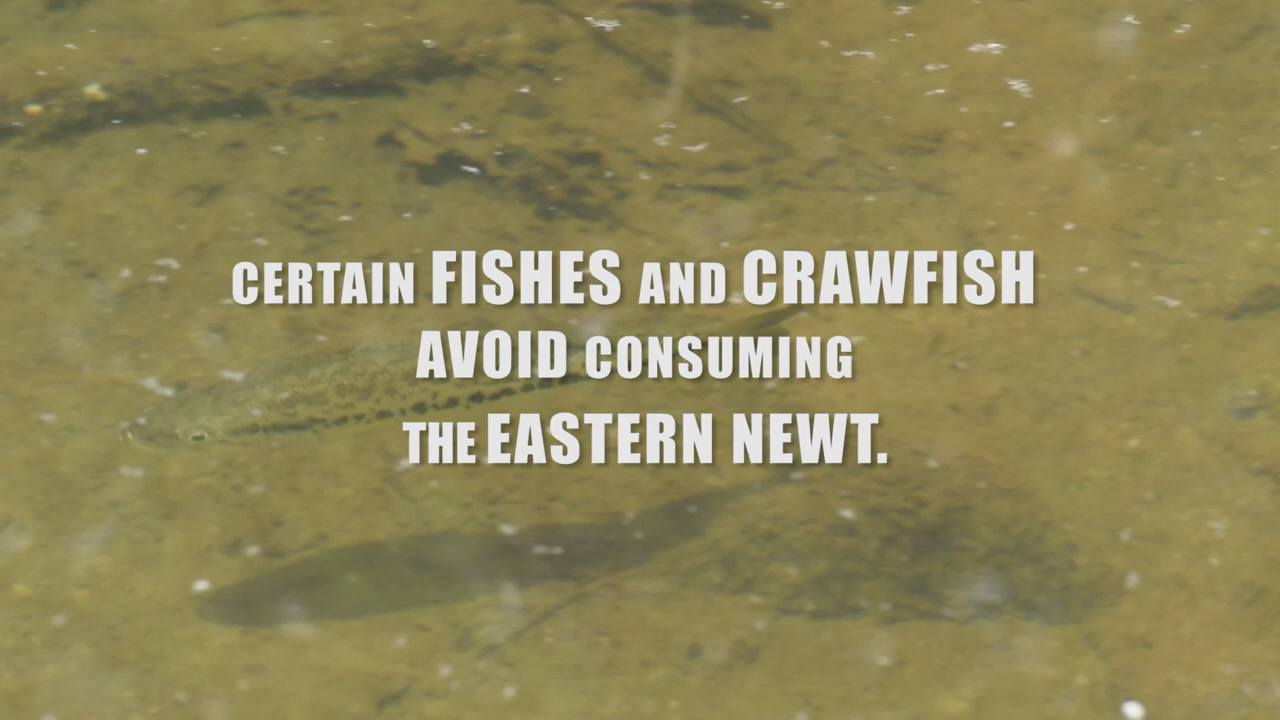 CERTAIN FISHES AND CRAWFISH
AVOID CONSUMING
THE EASTERN NEWT.